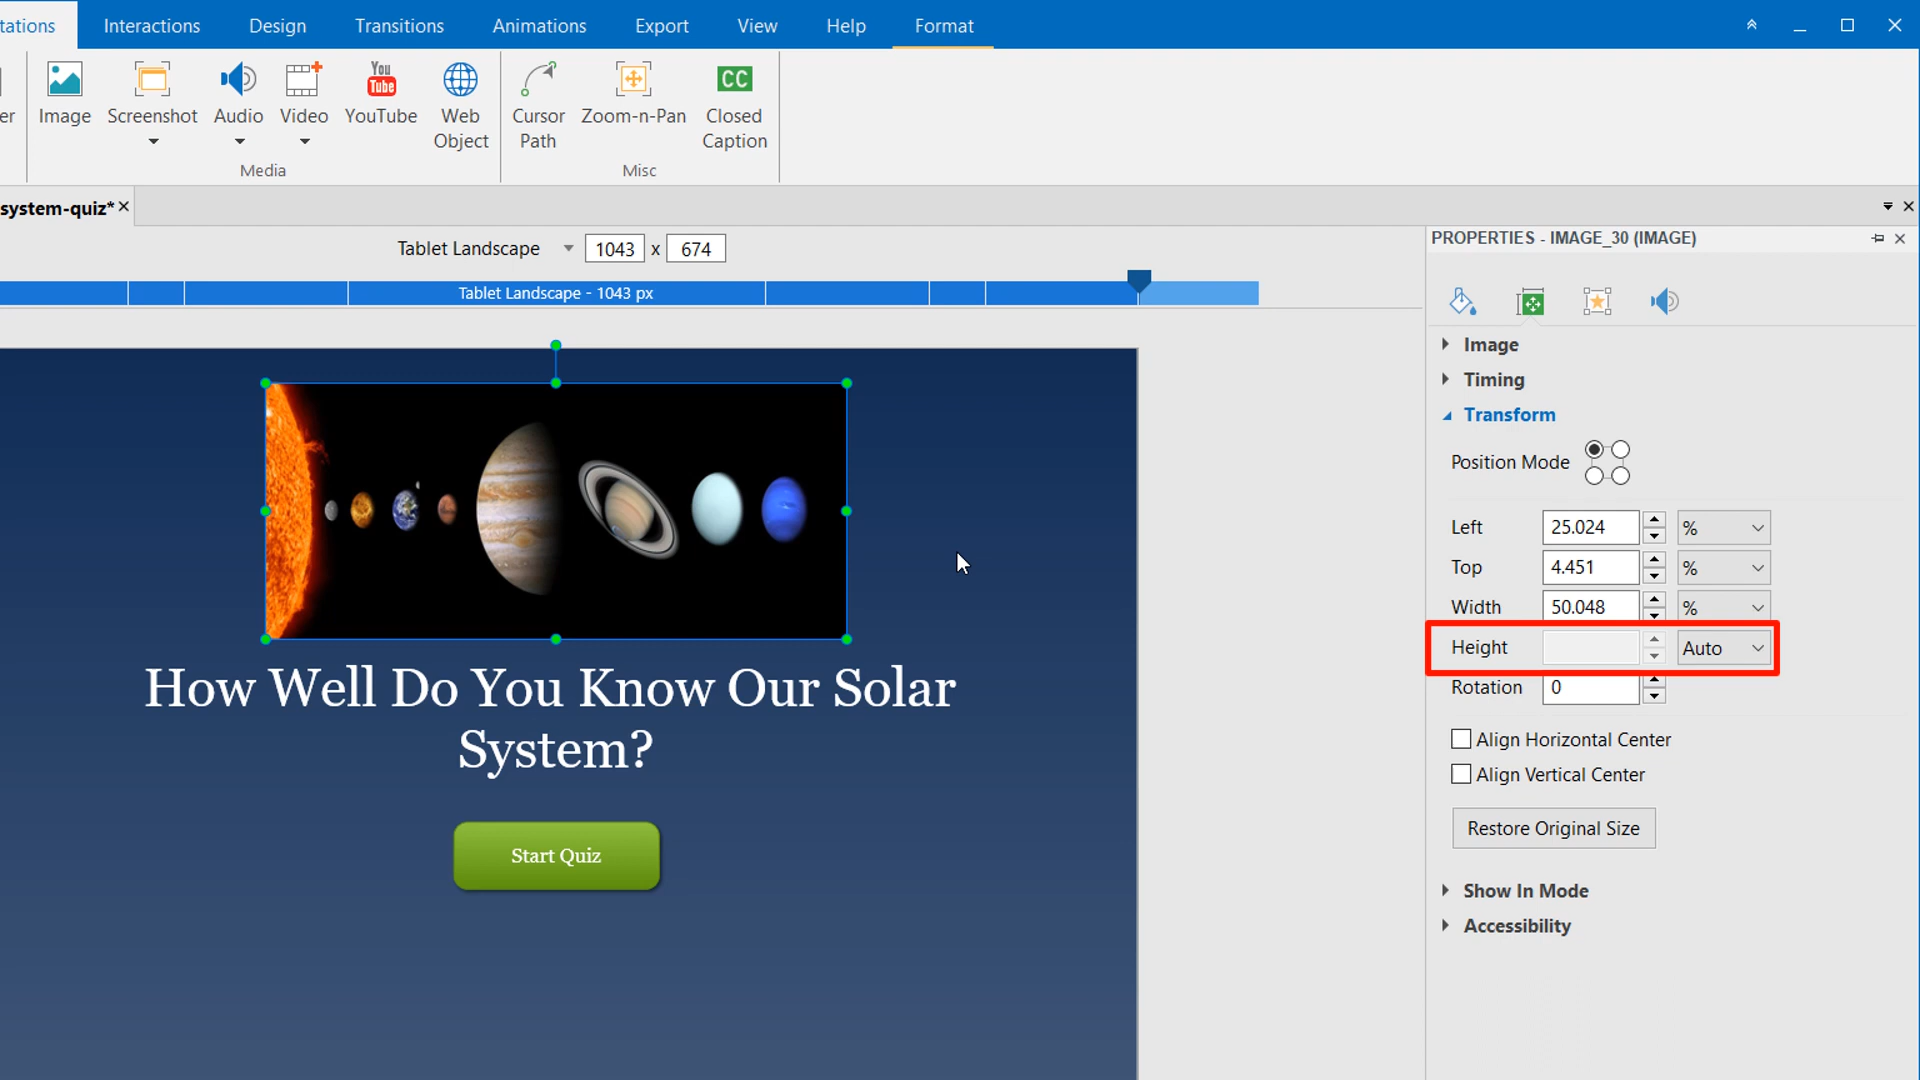 tations Interactions Design Transitions Animations Export View Help Format
er Image Screenshot Audio Video YouTube Web Object Cursor Path Zoom-n-Pan CC Closed Caption
You Tube
Media Misc
system-quiz*
Tablet Landscape 1043 x 674
Tablet Landscape - 1043 px
How Well Do You Know Our Solar
System?
Start Quiz
PROPERTIES - IMAGE_30 (IMAGE)
Image
Timing
Transform
Position Mode
Left 25.024 %
Top 4.451 %
Width 50.048 %
Height Auto
Rotation 0
Align Horizontal Center
Align Vertical Center
Restore Original Size
Show In Mode
Accessibility